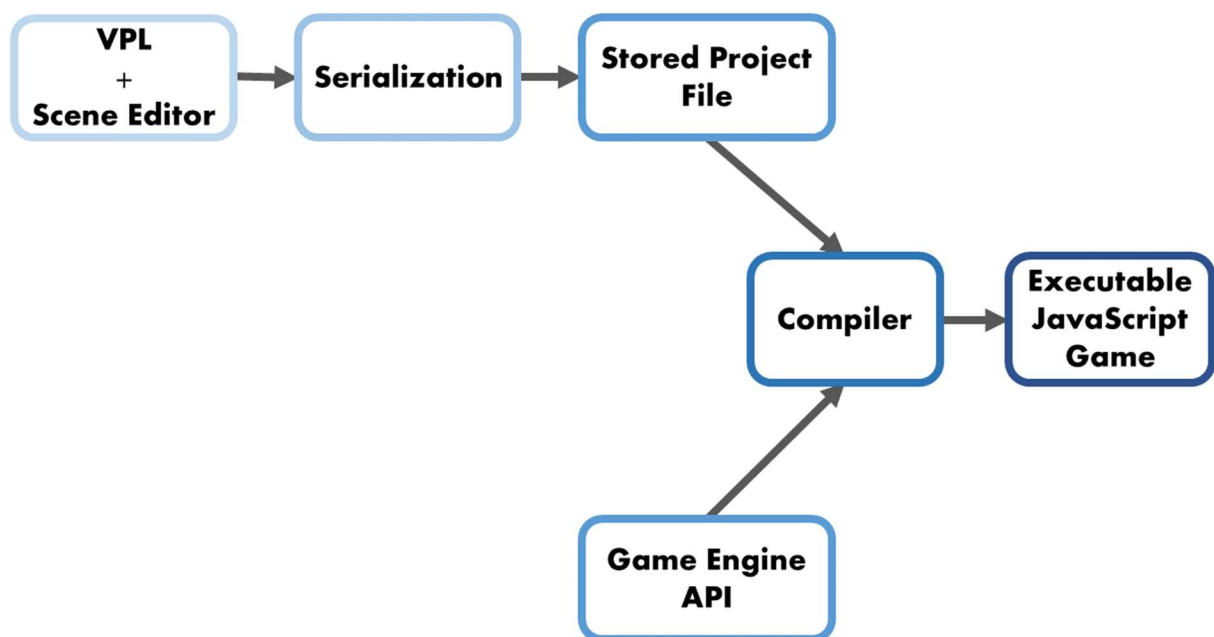 VPL
+
Scene Editor
Serialization
Stored Project
File
Compiler
Executable
JavaScript
Game
Game Engine
API